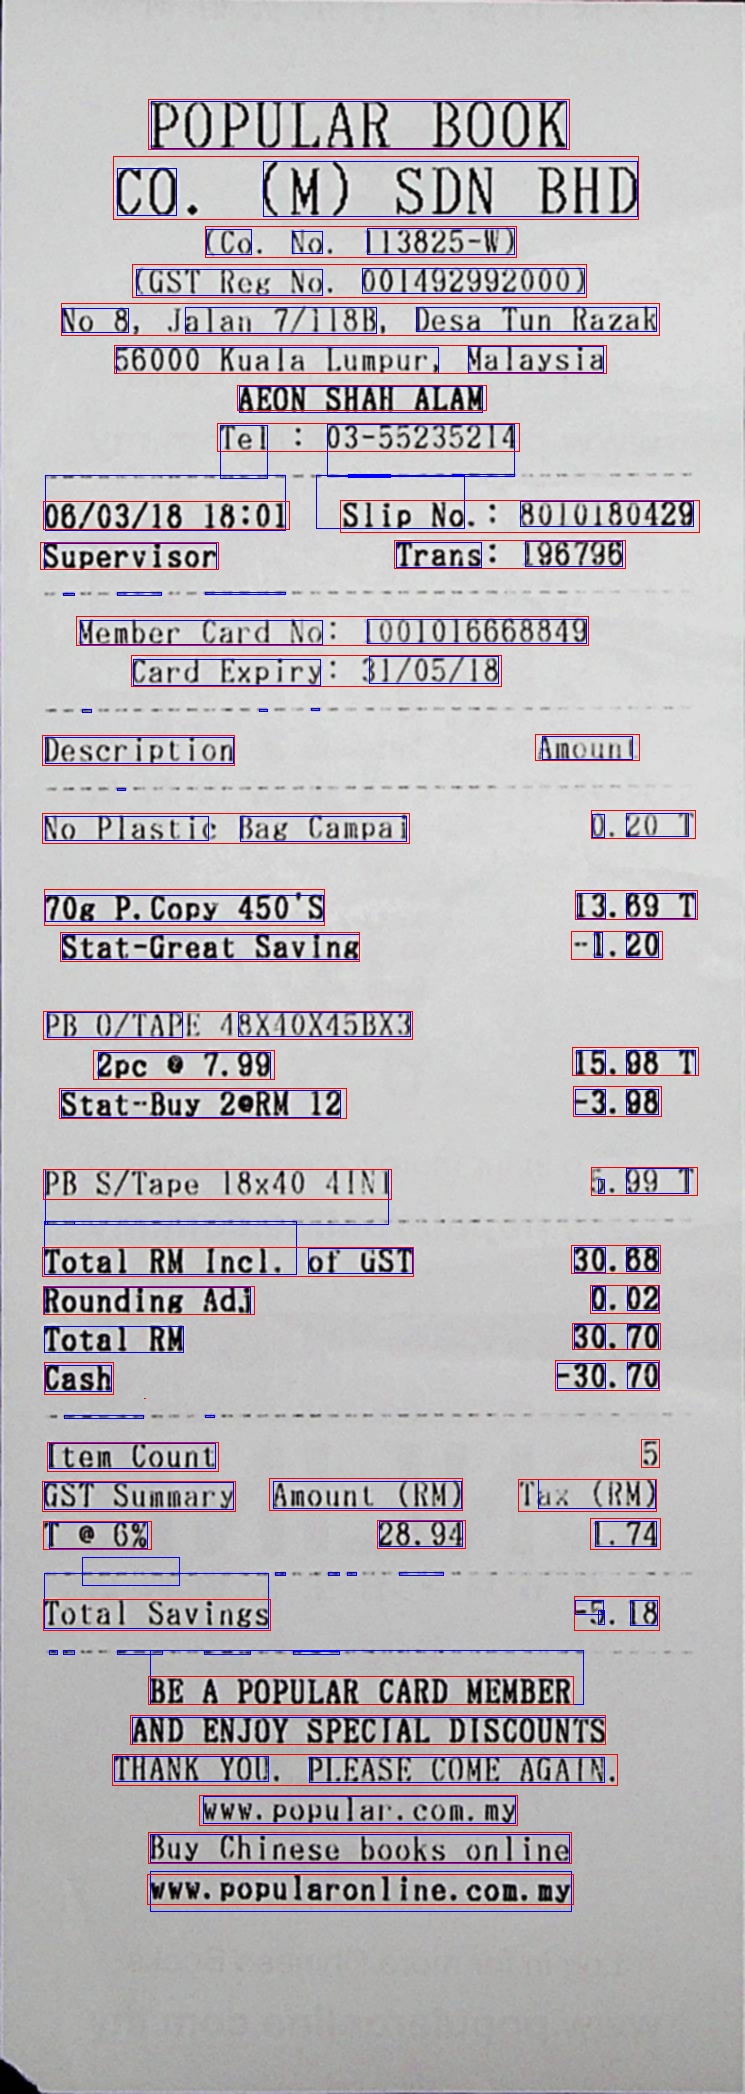 POPULAR BOOK
CO. (M) SDN BHD
(Co. No. 113825-W)
(GST Reg No. 001492992000)
No 8, Jalan 7/118B, Desa Tun Razak
56000 Kuala Lumpur, Malaysia
AEON SHAH ALAM
Tel : 03-55235214
06/03/18 18:01 Slip No.: 8010180429
Supervisor Trans: 196796
Member Card No: 1001016668849
Card Expiry: 31/05/18
Description Amount
No Plastic Bag Campai 0.20 T
70g P.Copy 450'S 13.69 T
Stat-Great Saving -1.20
PB O/TAPE 48X40X45BX3
2pc @ 7.99 15.98 T
Stat-Buy 2@RM 12 -3.98
PB S/Tape 18x40 4IN1 5.99 T
Total RM Incl. of GST 30.68
Rounding Adj 0.02
Total RM 30.70
Cash -30.70
Item Count 5
GST Summary Amount (RM) Tax (RM)
T @ 6% 28.94 1.74
Total Savings -5.18
BE A POPULAR CARD MEMBER
AND ENJOY SPECIAL DISCOUNTS
THANK YOU. PLEASE COME AGAIN.
www.popular.com.my
Buy Chinese books online
www.popularonline.com.my